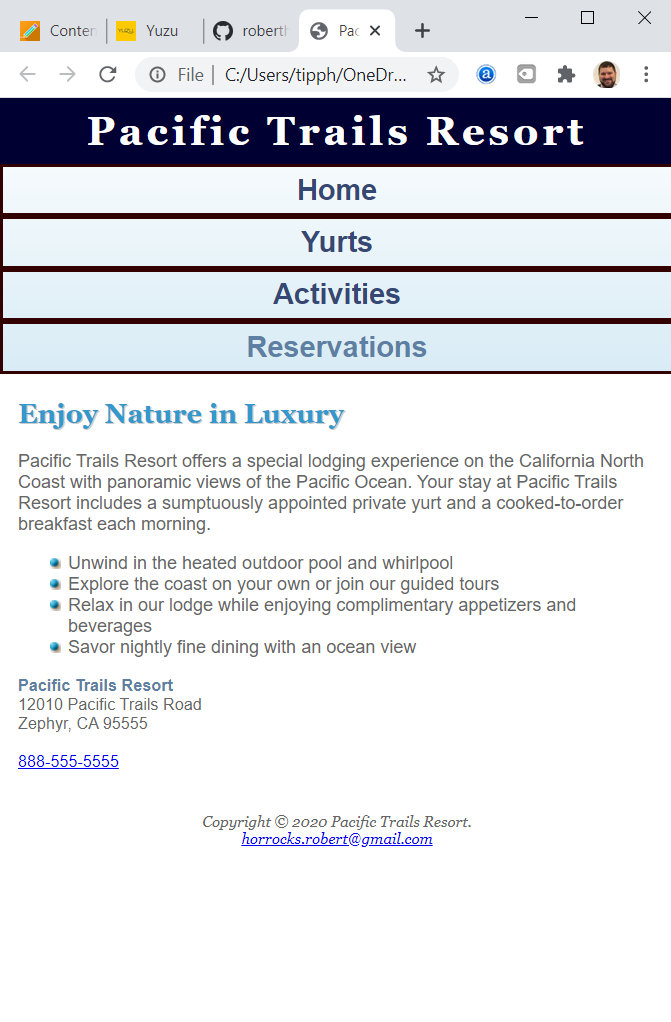 Conten Yuzu roberth Pac
File C:/Users/tipph/OneDr...
Pacific Trails Resort
Home
Yurts
Activities
Reservations
Enjoy Nature in Luxury
Pacific Trails Resort offers a special lodging experience on the California North
Coast with panoramic views of the Pacific Ocean. Your stay at Pacific Trails
Resort includes a sumptuously appointed private yurt and a cooked-to-order
breakfast each morning.
Unwind in the heated outdoor pool and whirlpool
Explore the coast on your own or join our guided tours
Relax in our lodge while enjoying complimentary appetizers and
beverages
Savor nightly fine dining with an ocean view
Pacific Trails Resort
12010 Pacific Trails Road
Zephyr, CA 95555
888-555-5555
Copyright © 2020 Pacific Trails Resort.
horrocks.robert@gmail.com